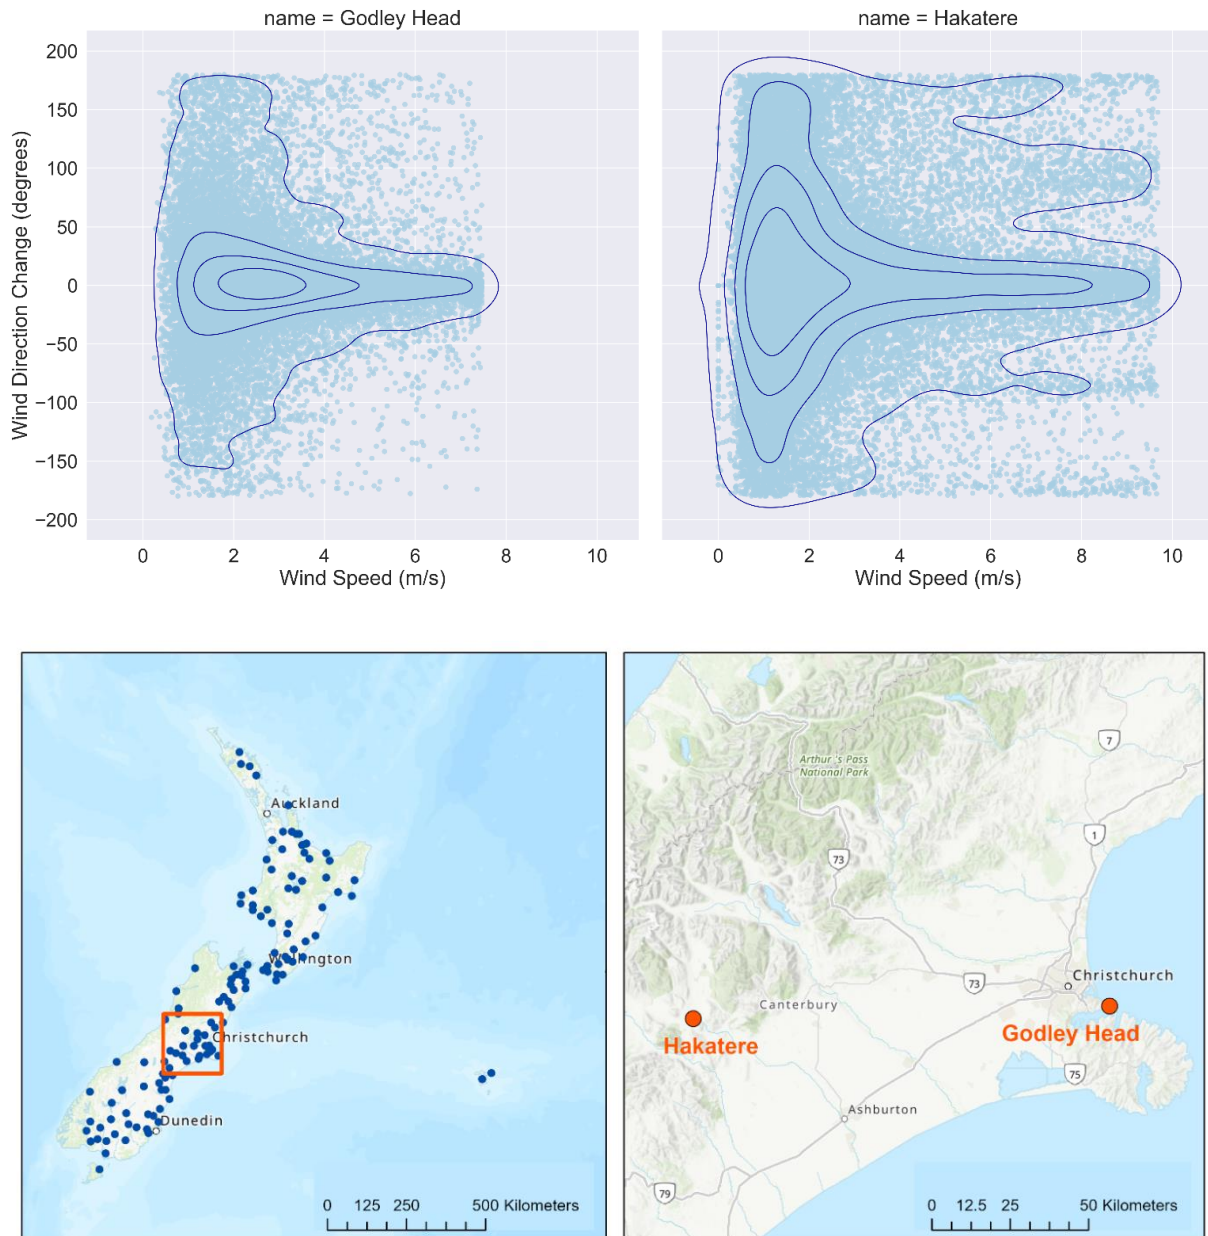 name = Godley Head
name = Hakatere
200
150
100
50
0
−50
−100
−150
−200
Wind Direction Change (degrees)
0 2 4 6 8 10
0 2 4 6 8 10
Wind Speed (m/s)
Wind Speed (m/s)
Auckland
Wellington
Christchurch
Dunedin
0 125 250 500 Kilometers
Arthur 's Pass
National Park
7
1
73
73
Christchurch
Canterbury
Godley Head
Hakatere
75
Ashburton
79
0 12.5 25 50 Kilometers